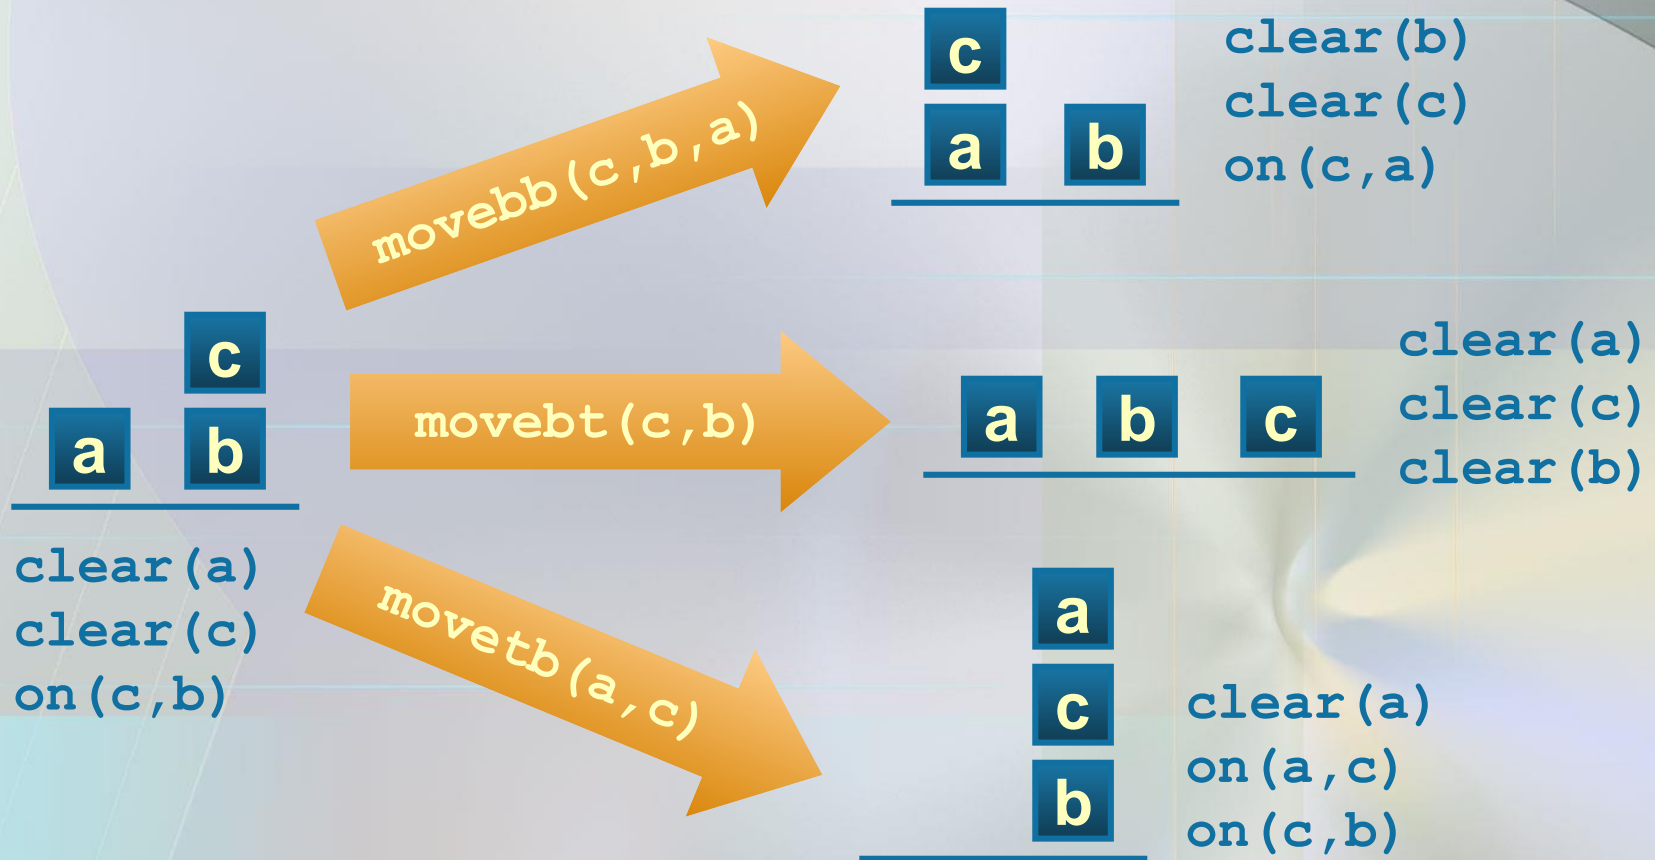 c
a b
clear(a)
clear(c)
on(c,b)
movebb(c,b,a)
c
a b
clear(b)
clear(c)
on(c,a)
movebt(c,b)
a b c
clear(a)
clear(c)
clear(b)
movetb(a,c)
a
c
b
clear(a)
on(a,c)
on(c,b)